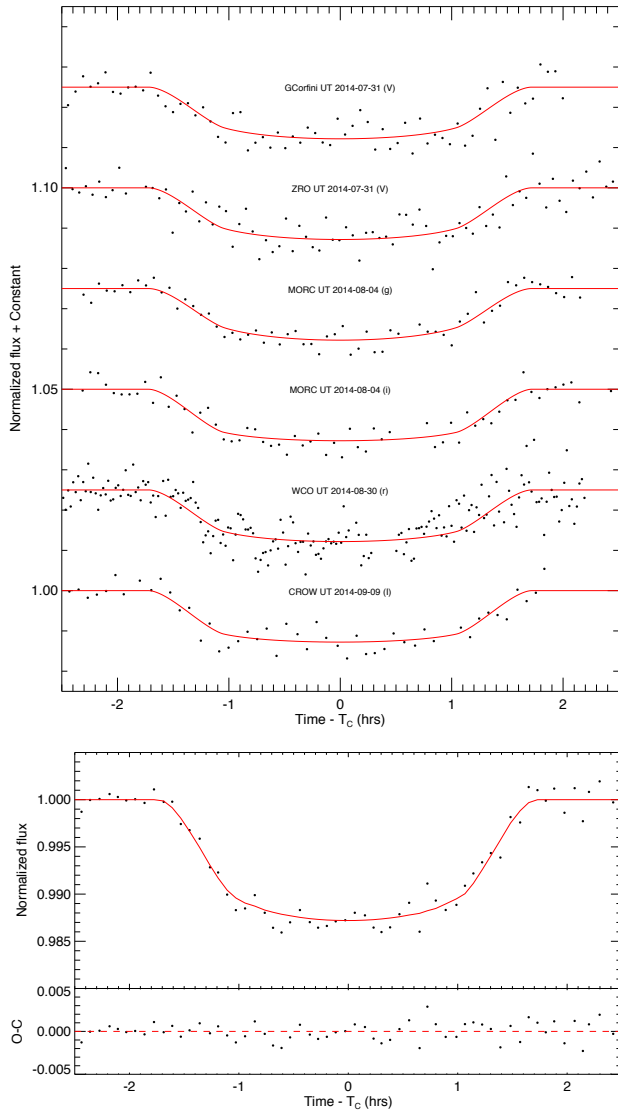 GCorfini UT 2014-07-31 (V)
1.10
ZRO UT 2014-07-31 (V)
MORC UT 2014-08-04 (g)
Normalized flux + Constant
1.05
MORC UT 2014-08-04 (i)
WCO UT 2014-08-30 (r)
1.00
CROW UT 2014-09-09 (I)
-2 -1 0 1 2
Time - TC (hrs)
1.000
0.995
Normalized flux
0.990
0.985
0.005
O-C
0.000
-0.005
-2 -1 0 1 2
Time - TC (hrs)